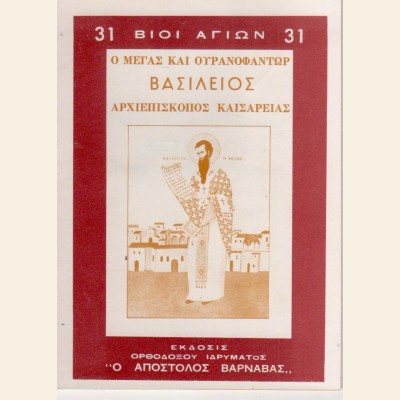 31 ΒΙΟΙ ΑΓΙΩΝ 31
Ο ΜΕΓΑΣ ΚΑΙ ΟΥΡΑΝΟΦΑΝΤΩΡ
ΒΑΣΙΛΕΙΟΣ
ΑΡΧΙΕΠΙΣΚΟΠΟΣ ΚΑΙΣΑΡΕΙΑΣ
ΕΚΔΟΣΙΣ
ΟΡΘΟΔΟΞΟΥ ΙΔΡΥΜΑΤΟΣ
"Ο ΑΠΟΣΤΟΛΟΣ ΒΑΡΝΑΒΑΣ,,